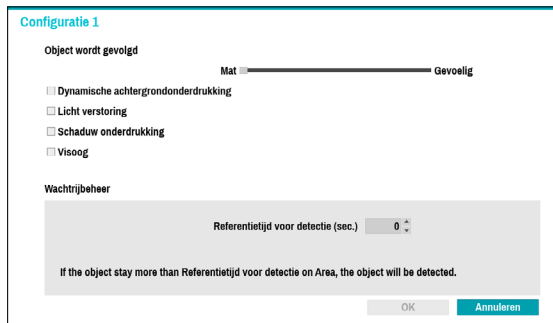 Configuratie 1
Object wordt gevolgd
Mat Gevoelig
Dynamische achtergrondonderdrukking
Licht verstoring
Schaduw onderdrukking
Visoog
Wachtrijbeheer
Referentietijd voor detectie (sec.) 0
If the object stay more than Referentietijd voor detectie on Area, the object will be detected.
OK Annuleren